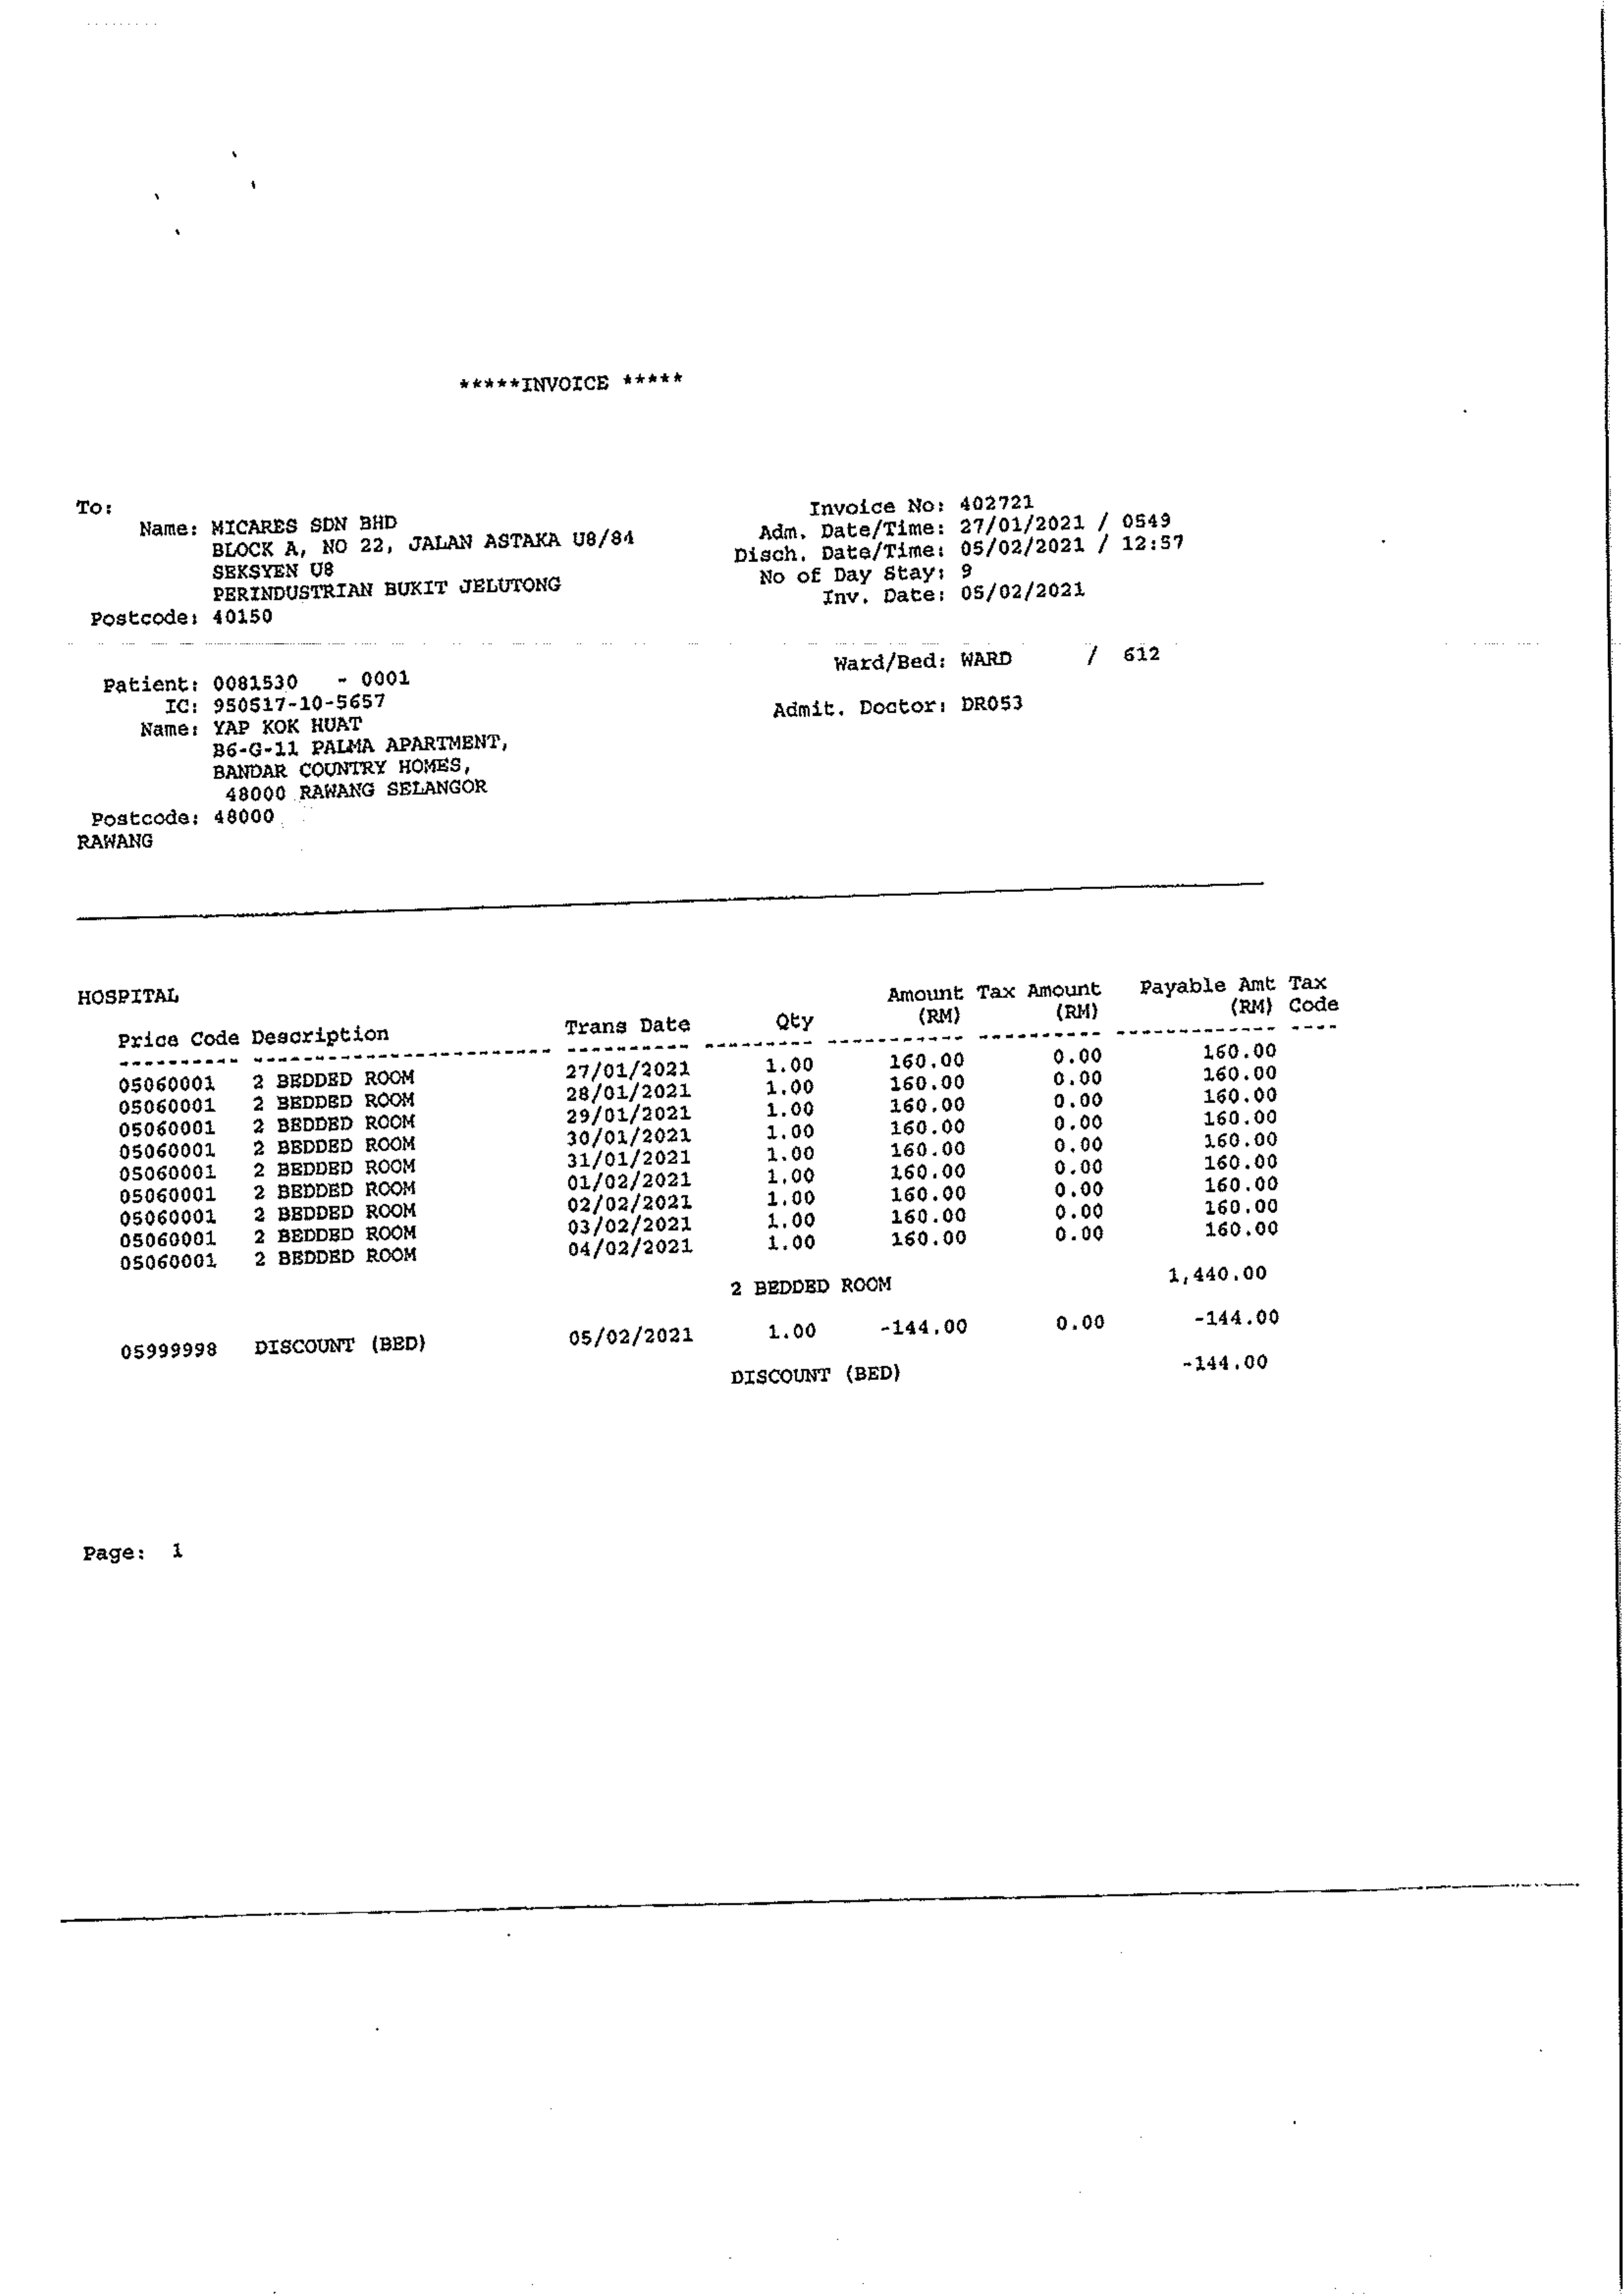 *****INVOICE *****
To:
Name: MICARES SDN BHD
BLOCK A, NO 22, JALAN ASTAKA U8/84
SEKSYEN U8
PERINDUSTRIAN BUKIT JELUTONG
Postcode: 40150
Invoice No: 402721
Adm. Date/Time: 27/01/2021 / 0549
Disch. Date/Time: 05/02/2021 / 12:57
No of Day Stay: 9
Inv. Date: 05/02/2021
Patient: 0081530 - 0001
IC: 950517-10-5657
Name: YAP KOK HUAT
B6-G-11 PALMA APARTMENT,
BANDAR COUNTRY HOMES,
48000 RAWANG SELANGOR
Postcode: 48000
RAWANG
Ward/Bed: WARD / 612
Admit. Doctor: DR053
HOSPITAL
Amount Tax Amount Payable Amt Tax
Price Code Description Trans Date Qty (RM) (RM) (RM) Code
05060001 2 BEDDED ROOM 27/01/2021 1.00 160.00 0.00 160.00
05060001 2 BEDDED ROOM 28/01/2021 1.00 160.00 0.00 160.00
05060001 2 BEDDED ROOM 29/01/2021 1.00 160.00 0.00 160.00
05060001 2 BEDDED ROOM 30/01/2021 1.00 160.00 0.00 160.00
05060001 2 BEDDED ROOM 31/01/2021 1.00 160.00 0.00 160.00
05060001 2 BEDDED ROOM 01/02/2021 1.00 160.00 0.00 160.00
05060001 2 BEDDED ROOM 02/02/2021 1.00 160.00 0.00 160.00
05060001 2 BEDDED ROOM 03/02/2021 1.00 160.00 0.00 160.00
05060001 2 BEDDED ROOM 04/02/2021 1.00 160.00 0.00 160.00
2 BEDDED ROOM 1,440.00
05999998 DISCOUNT (BED) 05/02/2021 1.00 -144.00 0.00 -144.00
DISCOUNT (BED) -144.00
Page: 1